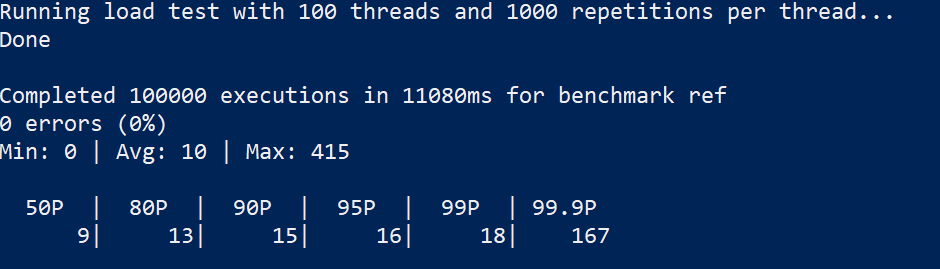 Running load test with 100 threads and 1000 repetitions per thread...
Done
Completed 100000 executions in 11080ms for benchmark ref
0 errors (0%)
Min: 0 | Avg: 10 | Max: 415
50P | 80P | 90P | 95P | 99P | 99.9P
9| 13| 15| 16| 18| 167